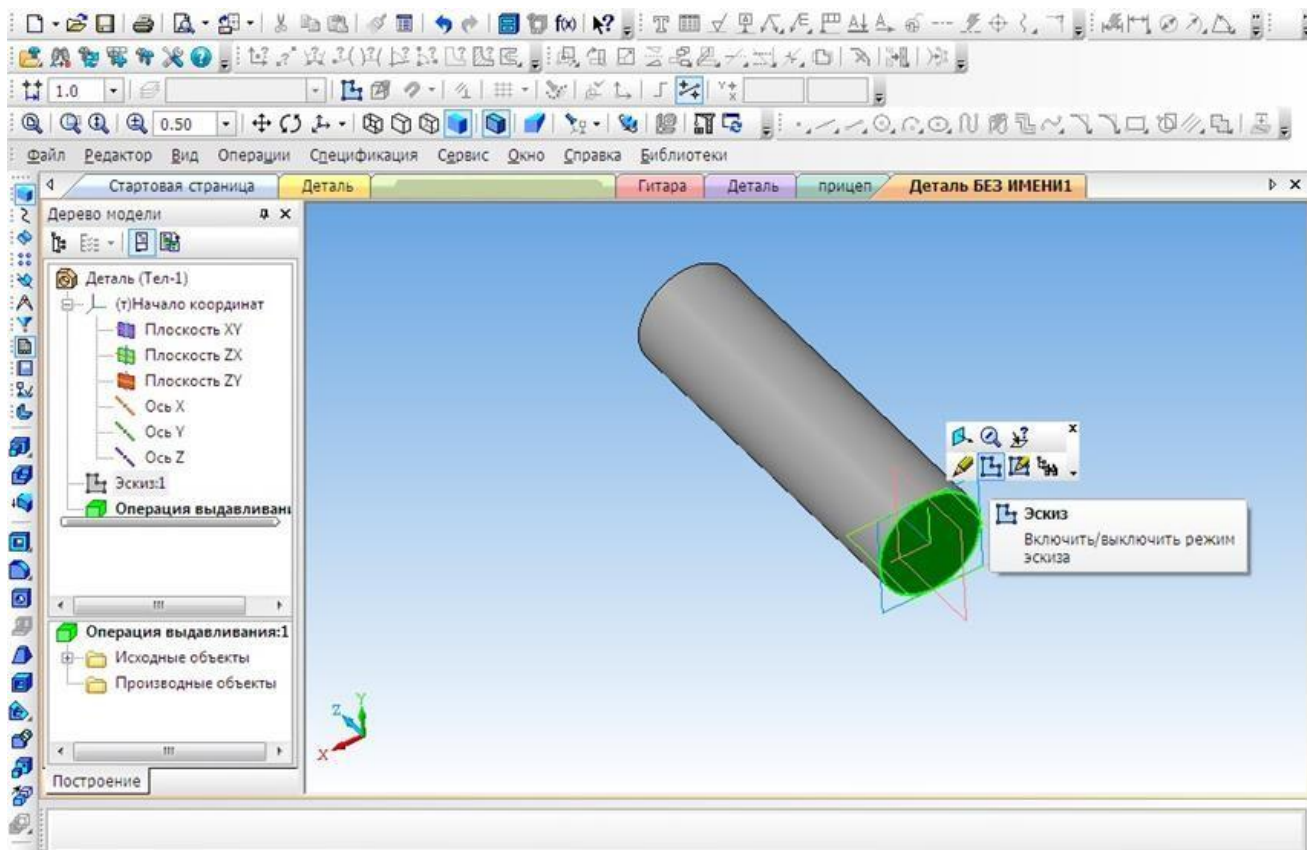 f(x)
1.0
0.50
Файл Редактор Вид Операции Спецификация Сервис Окно Справка Библиотеки
Стартовая страница Деталь Гитара Деталь прицеп Деталь БЕЗ ИМЕНИ1
Дерево модели
Деталь (Тел-1)
(т)Начало координат
Плоскость XY
Плоскость ZX
Плоскость ZY
Ось X
Ось Y
Ось Z
Эскиз:1
Операция выдавливани
Операция выдавливания:1
Исходные объекты
Производные объекты
Построение
Эскиз
Включить/выключить режим
эскиза
Z Y
X